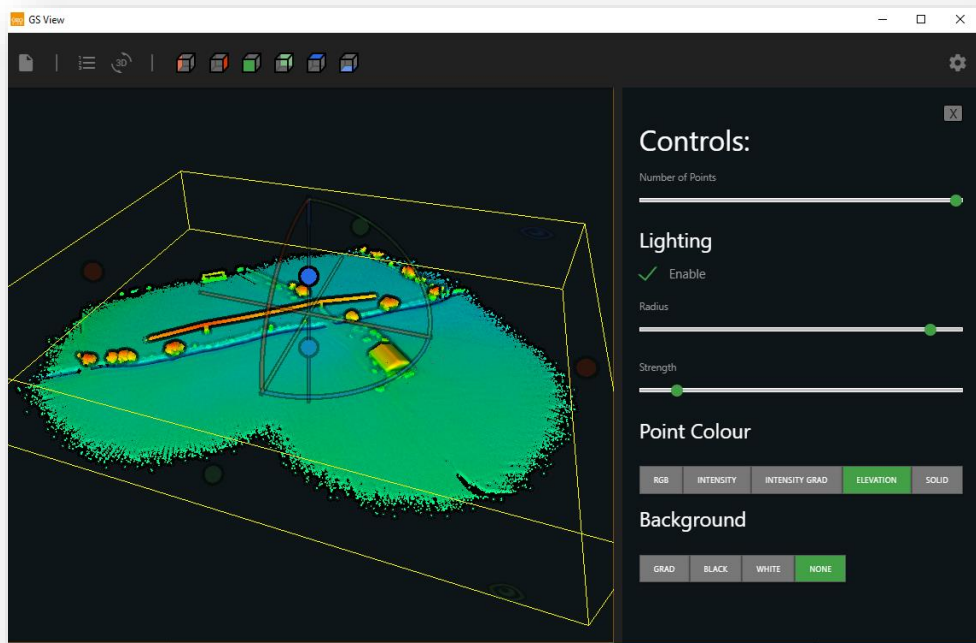 GS View
3D
X
Controls:
Number of Points
Lighting
Enable
Radius
Strength
Point Colour
RGB INTENSITY INTENSITY GRAD ELEVATION SOLID
Background
GRAD BLACK WHITE NONE